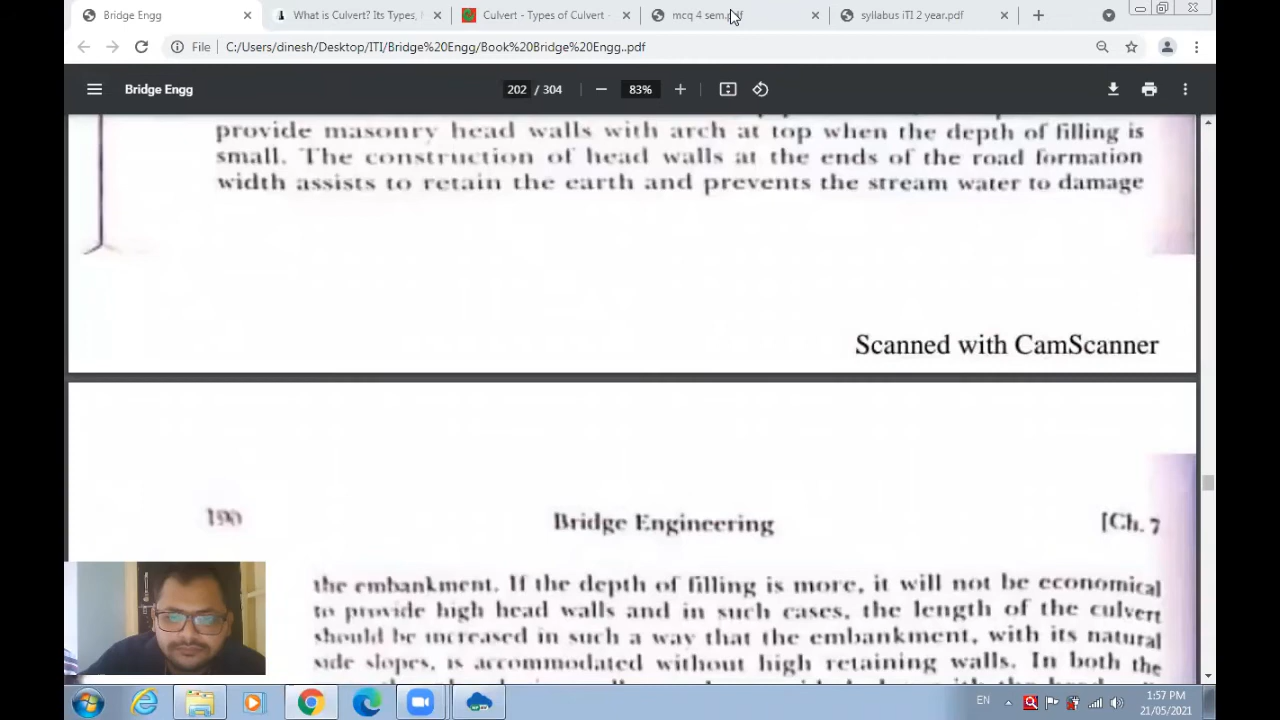 Bridge Engg
What is Culvert? Its Types,
Culvert - Types of Culvert -
mcq 4 sem.pdf
syllabus iTI 2 year.pdf
File
C:/Users/dinesh/Desktop/ITI/Bridge%20Engg/Book%20Bridge%20Engg..pdf
Bridge Engg
202 / 304
83%
provide masonry head walls with arch at top when the depth of filling is
small. The construction of head walls at the ends of the road formation
width assists to retain the earth and prevents the stream water to damage
Scanned with CamScanner
190
Bridge Engineering
[Ch. 7
the embankment. If the depth of filling is more, it will not be economical
to provide high head walls and in such cases, the length of the culvert
should be increased in such a way that the embankment, with its natural
side slopes, is accommodated without high retaining walls. In both the
EN
1:57 PM
21/05/2021